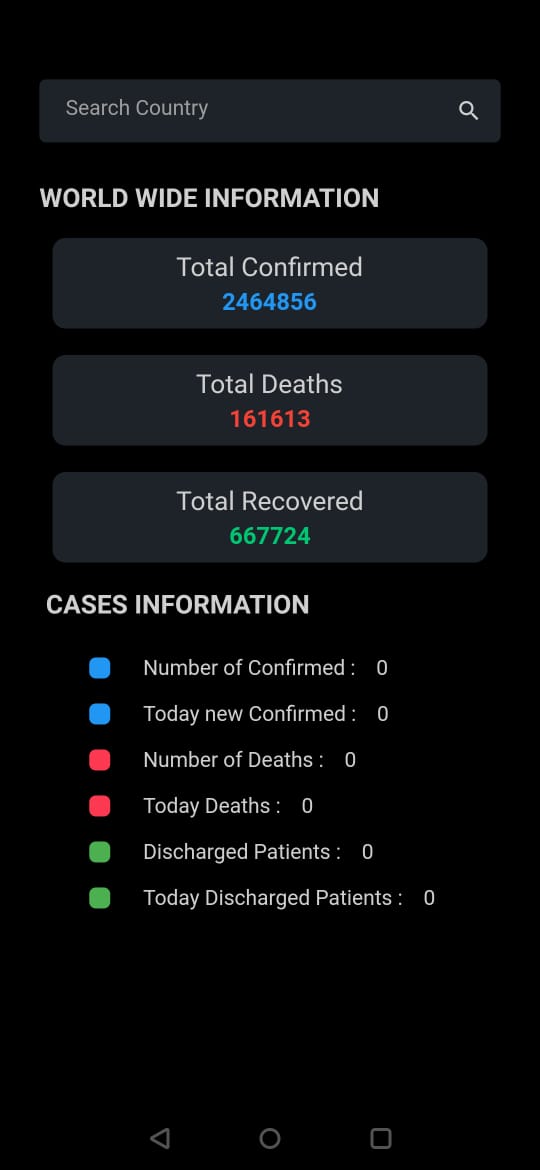 Search Country
WORLD WIDE INFORMATION
Total Confirmed
2464856
Total Deaths
161613
Total Recovered
667724
CASES INFORMATION
Number of Confirmed : 0
Today new Confirmed : 0
Number of Deaths : 0
Today Deaths : 0
Discharged Patients : 0
Today Discharged Patients : 0